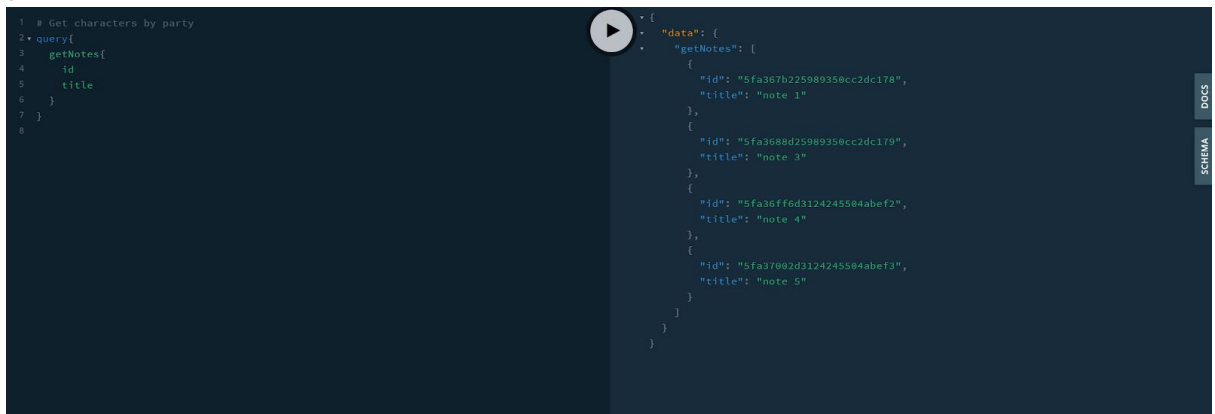 1 # Get characters by party
2 query{
3 getNotes{
4 id
5 title
6 }
7 }
8
{
"data": {
"getNotes": [
{
"id": "5fa367b225989350cc2dc178",
"title": "note 1"
},
{
"id": "5fa3688d25989350cc2dc179",
"title": "note 3"
},
{
"id": "5fa36ff6d3124245504abef2",
"title": "note 4"
},
{
"id": "5fa37002d3124245504abef3",
"title": "note 5"
}
]
}
}
DOCS
SCHEMA